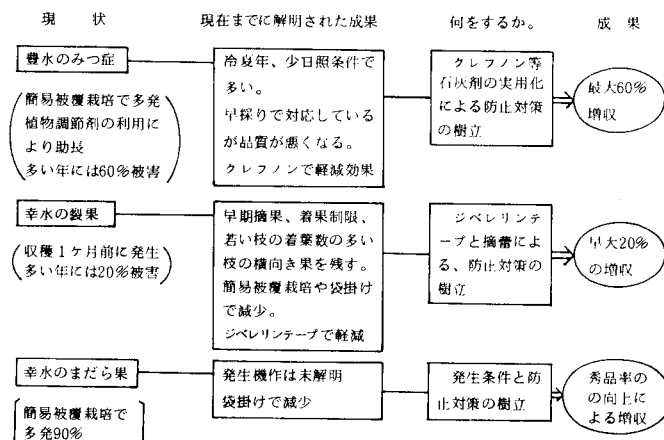 現　状　現在までに解明された成果　何をするか。　成　果
豊水のみつ症
簡易被覆栽培で多発
植物調節剤の利用に
より助長
多い年には60％被害
冷夏年、少日照条件で
多い。
早採りで対応している
が品質が悪くなる。
クレフノンで軽減効果
クレフノン等
石灰剤の実用化
による防止対策
の樹立
最大60％
増収
幸水の裂果
収穫１ケ月前に発生
多い年には20％被害
早期摘果、着果制限、
若い枝の着葉数の多い
枝の横向き果を残す。
簡易被覆栽培や袋掛け
で減少。
ジベレリンテープで軽減
ジベレリンテ
ープと摘蕾によ
る、防止対策の
樹立
早大20％
の増収
幸水のまだら果
簡易被覆栽培で
多発90％
発生機作は未解明
袋掛けで減少
発生条件と防
止対策の樹立
秀品率の
の向上に
よる増収